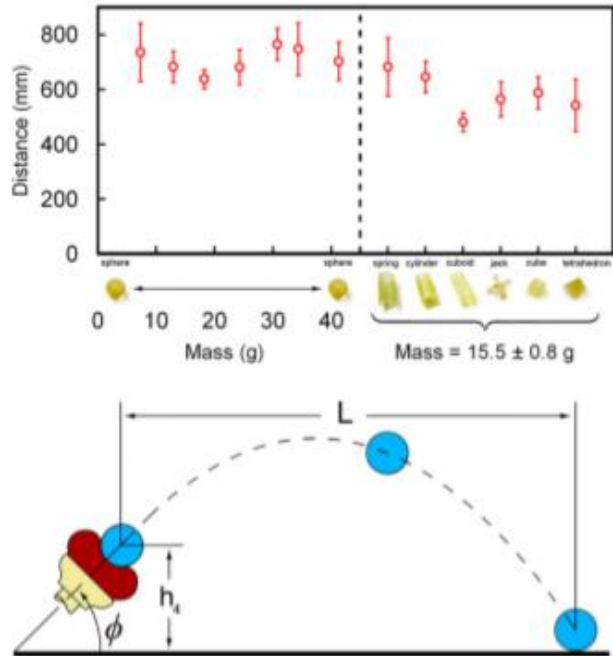 800
600
400
200
0
Distance (mm)
sphere sphere spring cylinder cuboid jack cube tetrahedron
0 10 20 30 40
Mass (g) Mass = 15.5 ± 0.8 g
L
h4
ϕ